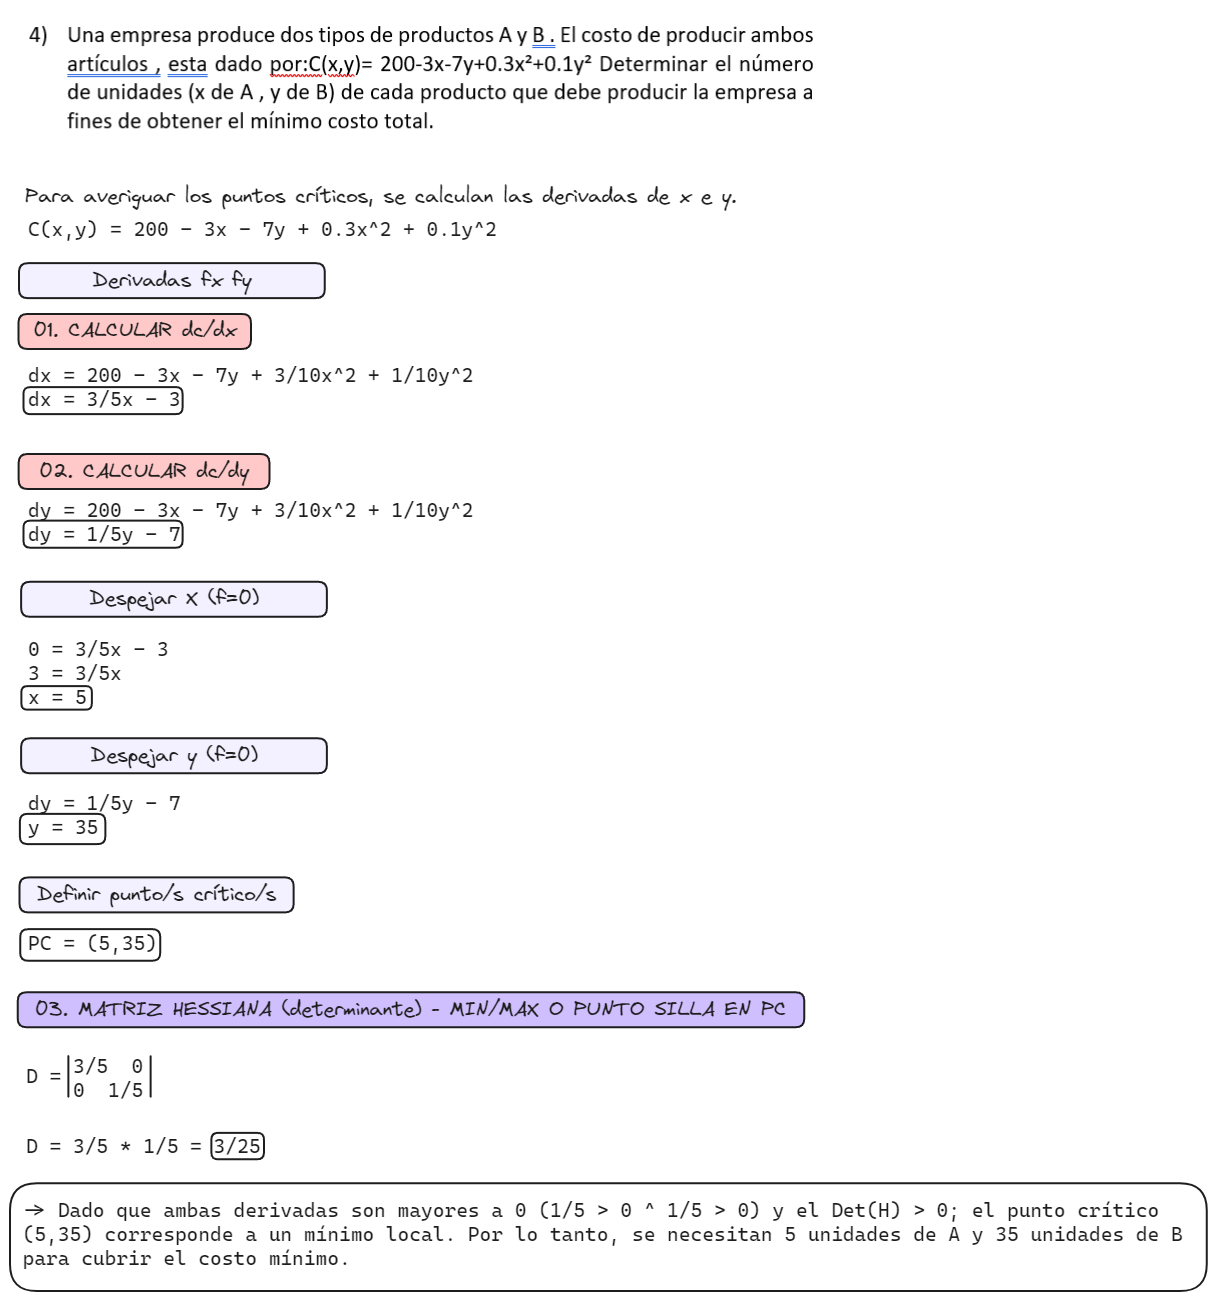 4) Una empresa produce dos tipos de productos A y B . El costo de producir ambos
artículos , esta dado por:C(x,y)= 200-3x-7y+0.3x²+0.1y² Determinar el número
de unidades (x de A , y de B) de cada producto que debe producir la empresa a
fines de obtener el mínimo costo total.
Para averiguar los puntos críticos, se calculan las derivadas de x e y.
C(x,y) = 200 - 3x - 7y + 0.3x^2 + 0.1y^2
Derivadas fx fy
01. CALCULAR dc/dx
dx = 200 - 3x - 7y + 3/10x^2 + 1/10y^2
dx = 3/5x - 3
02. CALCULAR dc/dy
dy = 200 - 3x - 7y + 3/10x^2 + 1/10y^2
dy = 1/5y - 7
Despejar x (f=0)
0 = 3/5x - 3
3 = 3/5x
x = 5
Despejar y (f=0)
dy = 1/5y - 7
y = 35
Definir punto/s crítico/s
PC = (5,35)
03. MATRIZ HESSIANA (determinante) - MIN/MAX O PUNTO SILLA EN PC
D = |3/5 0|
|0 1/5|
D = 3/5 * 1/5 = 3/25
→ Dado que ambas derivadas son mayores a 0 (1/5 > 0 ^ 1/5 > 0) y el Det(H) > 0; el punto crítico
(5,35) corresponde a un mínimo local. Por lo tanto, se necesitan 5 unidades de A y 35 unidades de B
para cubrir el costo mínimo.